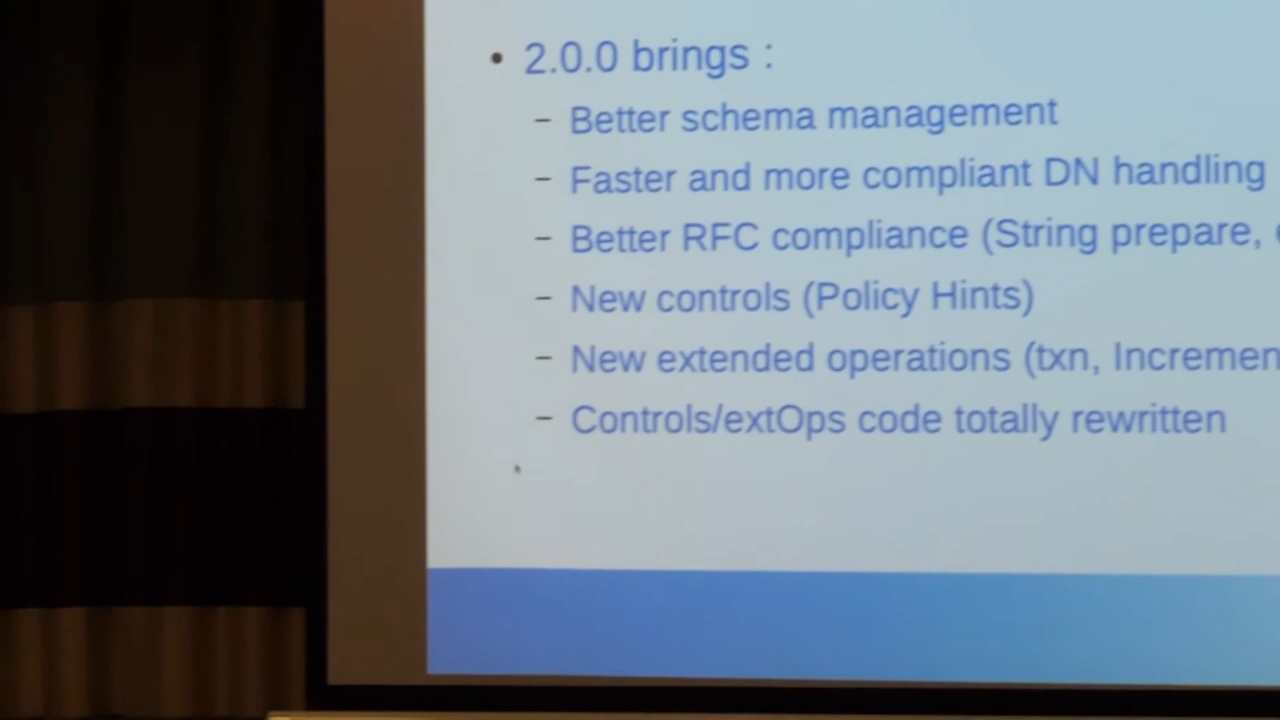 • 2.0.0 brings :
– Better schema management
– Faster and more compliant DN handling
– Better RFC compliance (String prepare,
– New controls (Policy Hints)
– New extended operations (txn, Incremen
– Controls/extOps code totally rewritten